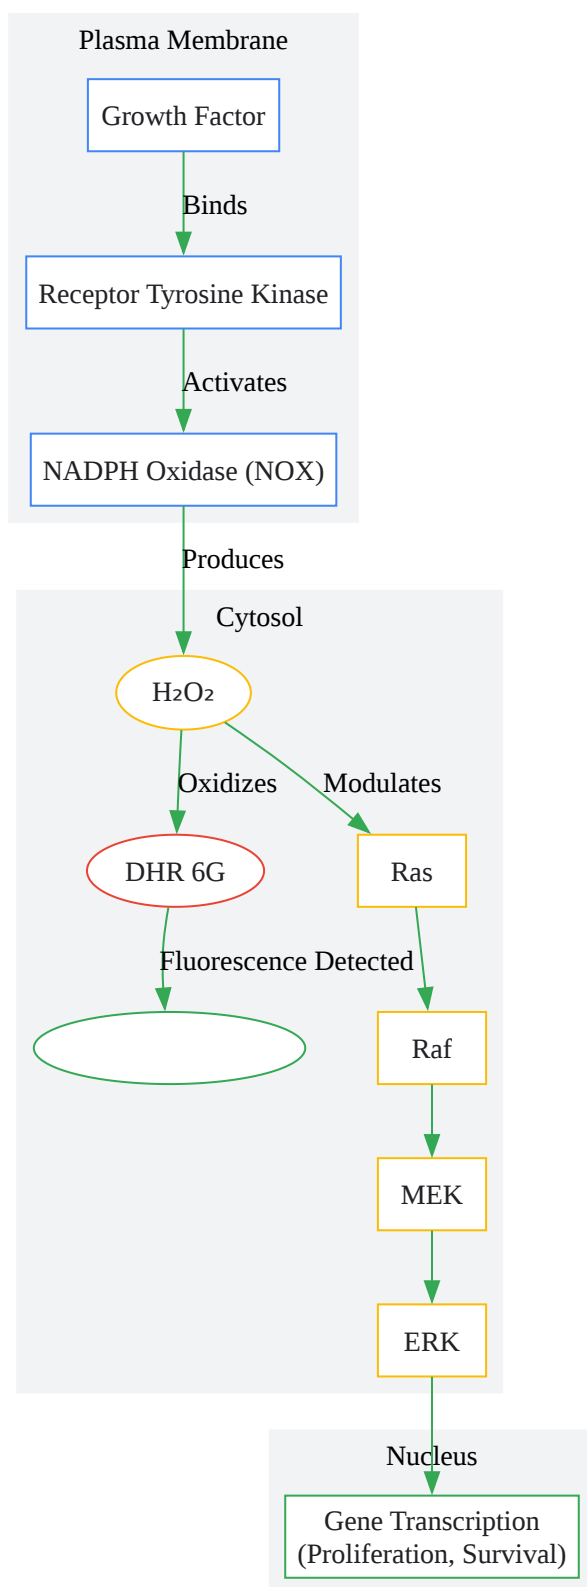 Plasma Membrane
Growth Factor
Binds
Receptor Tyrosine Kinase
Activates
NADPH Oxidase (NOX)
Produces
Cytosol
H₂O₂
Oxidizes
Modulates
DHR 6G
Ras
Fluorescence Detected
Raf
MEK
ERK
Nucleus
Gene Transcription
(Proliferation, Survival)